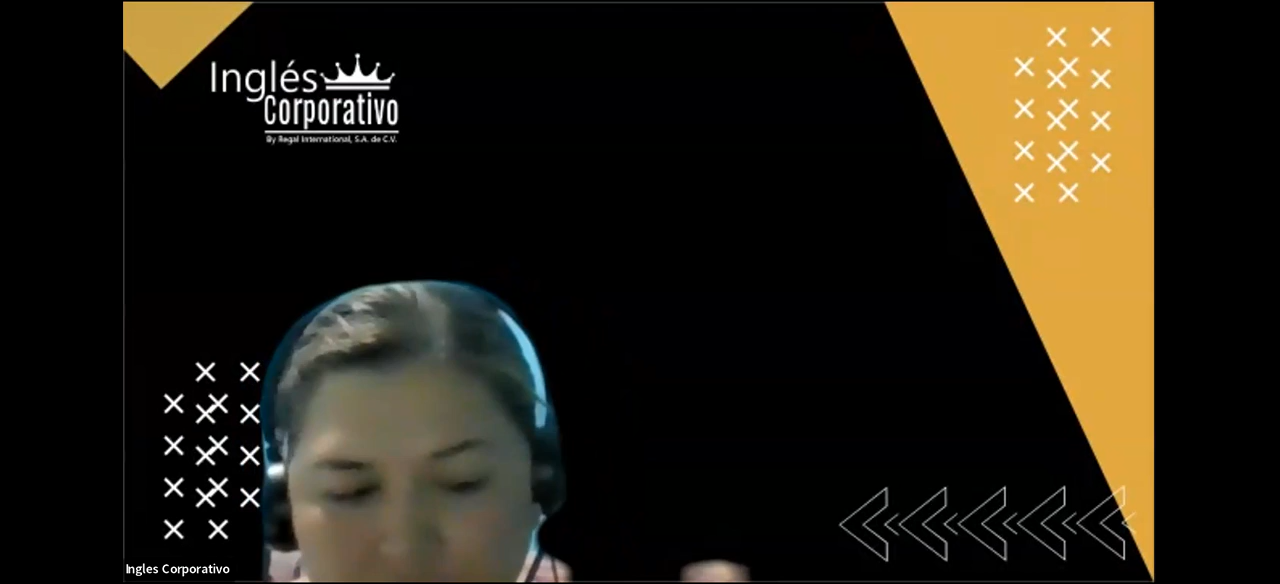 Inglés
Corporativo
By Regal International, S.A. de C.V.
Ingles Corporativo